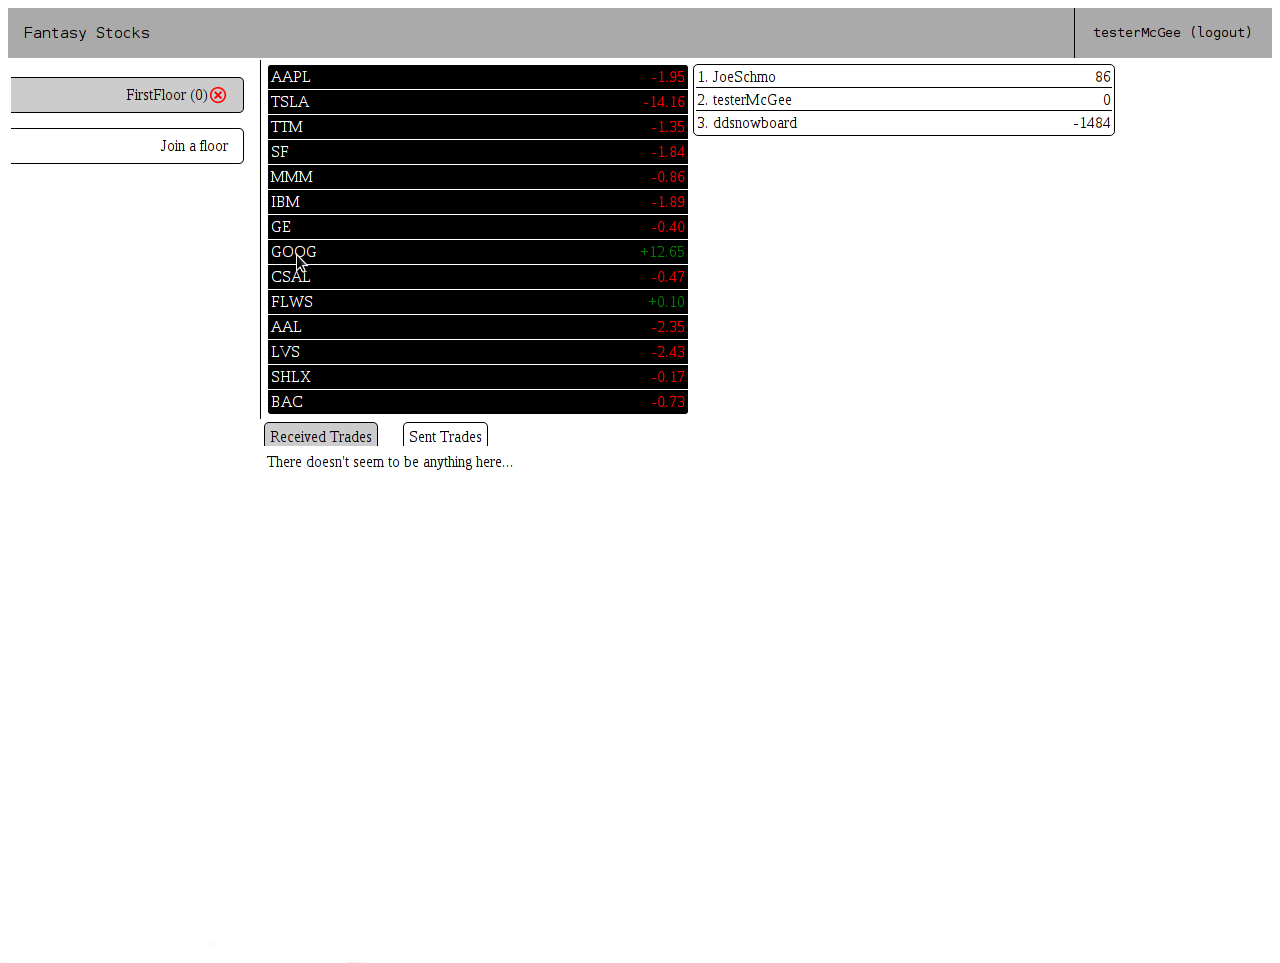 Fantasy Stocks
testerMcGee (logout)
FirstFloor (0)
Join a floor
AAPL -1.95
TSLA -14.16
TTM -1.35
SF -1.84
MMM -0.86
IBM -1.89
GE -0.40
GOOG +12.65
CSAL -0.47
FLWS +0.10
AAL -2.35
LVS -2.43
SHLX -0.17
BAC -0.73
1. JoeSchmo 86
2. testerMcGee 0
3. ddsnowboard -1484
Received Trades Sent Trades
There doesn't seem to be anything here...